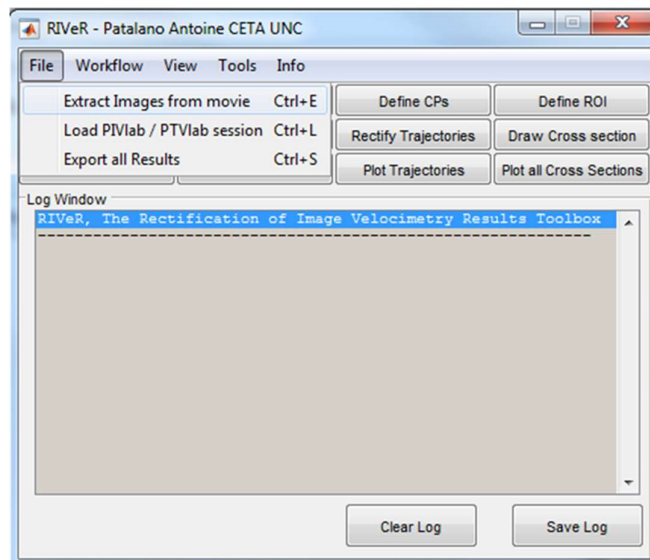 RIVeR - Patalano Antoine CETA UNC
File Workflow View Tools Info
Extract Images from movie Ctrl+E
Load PIVlab / PTVlab session Ctrl+L
Export all Results Ctrl+S
Define CPs Define ROI
Rectify Trajectories Draw Cross section
Plot Trajectories Plot all Cross Sections
Log Window
RIVeR, The Rectification of Image Velocimetry Results Toolbox
------------------------------------------------------------
Clear Log Save Log